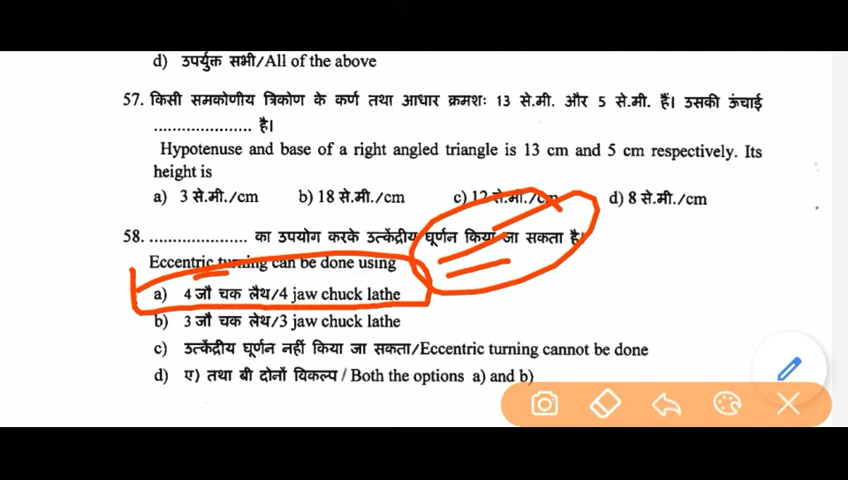 d) उपर्युक्त सभी/All of the above
57. किसी समकोणीय त्रिकोण के कर्ण तथा आधार क्रमशः 13 से.मी. और 5 से.मी. हैं। उसकी ऊंचाई
..................... है।
Hypotenuse and base of a right angled triangle is 13 cm and 5 cm respectively. Its
height is
a) 3 से.मी./cm b) 18 से.मी./cm c) 12 से.मी./cm d) 8 से.मी./cm
58. ..................... का उपयोग करके उत्केंद्रीय घूर्णन किया जा सकता है।
Eccentric turning can be done using
a) 4 जौ चक लैथ/4 jaw chuck lathe
b) 3 जौ चक लेथ/3 jaw chuck lathe
c) उत्केंद्रीय घूर्णन नहीं किया जा सकता/Eccentric turning cannot be done
d) ए) तथा बी दोनों विकल्प / Both the options a) and b)